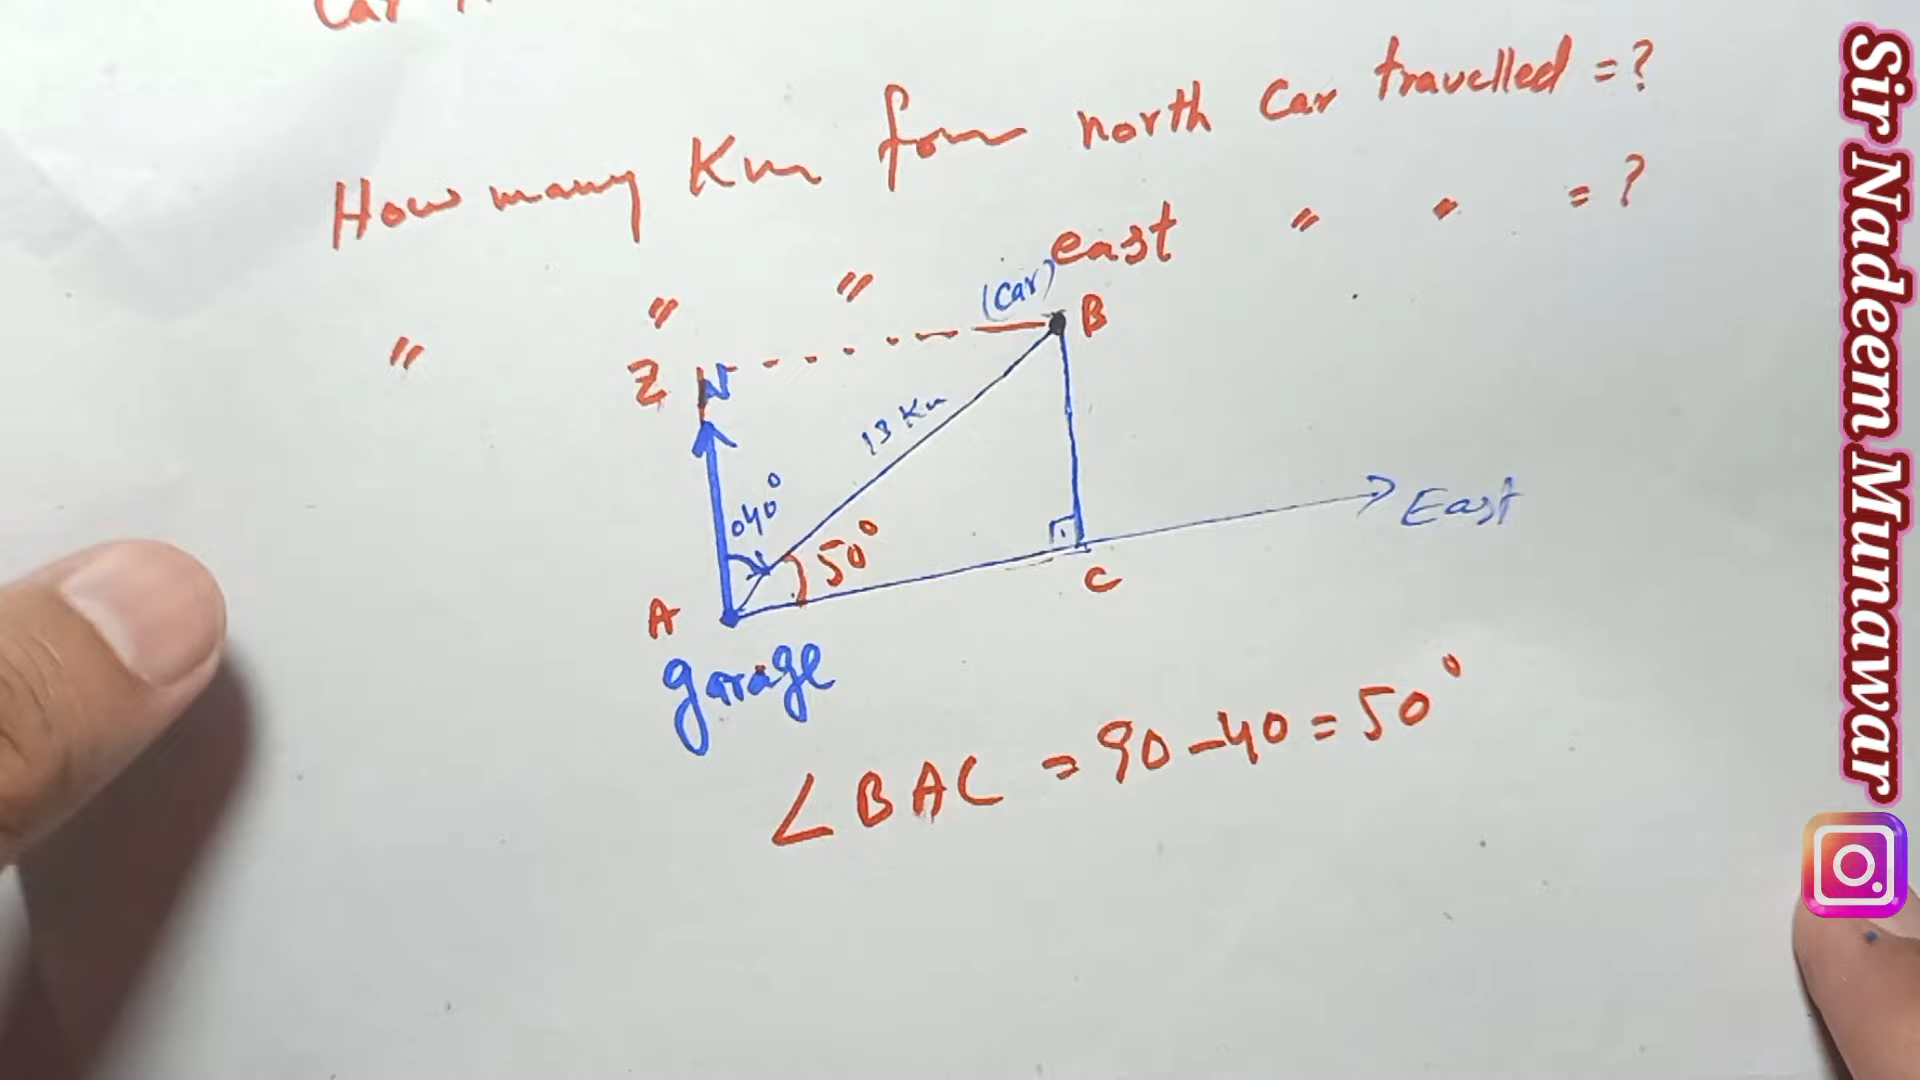 Car
How many Km from north car travelled = ?
" " " east " " = ?
(Car) B
Z N
13 Km
040°
50°
East
A C
garage
∠BAC = 90-40 = 50°
Sir Nadeem Munawar